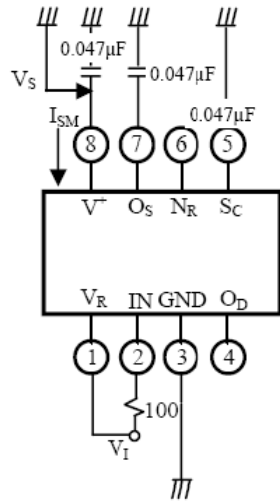 0.047μF
V_S
0.047μF
I_SM
0.047μF
8 7 6 5
V⁺ O_S N_R S_C
V_R IN GND O_D
1 2 3 4
100
V_I